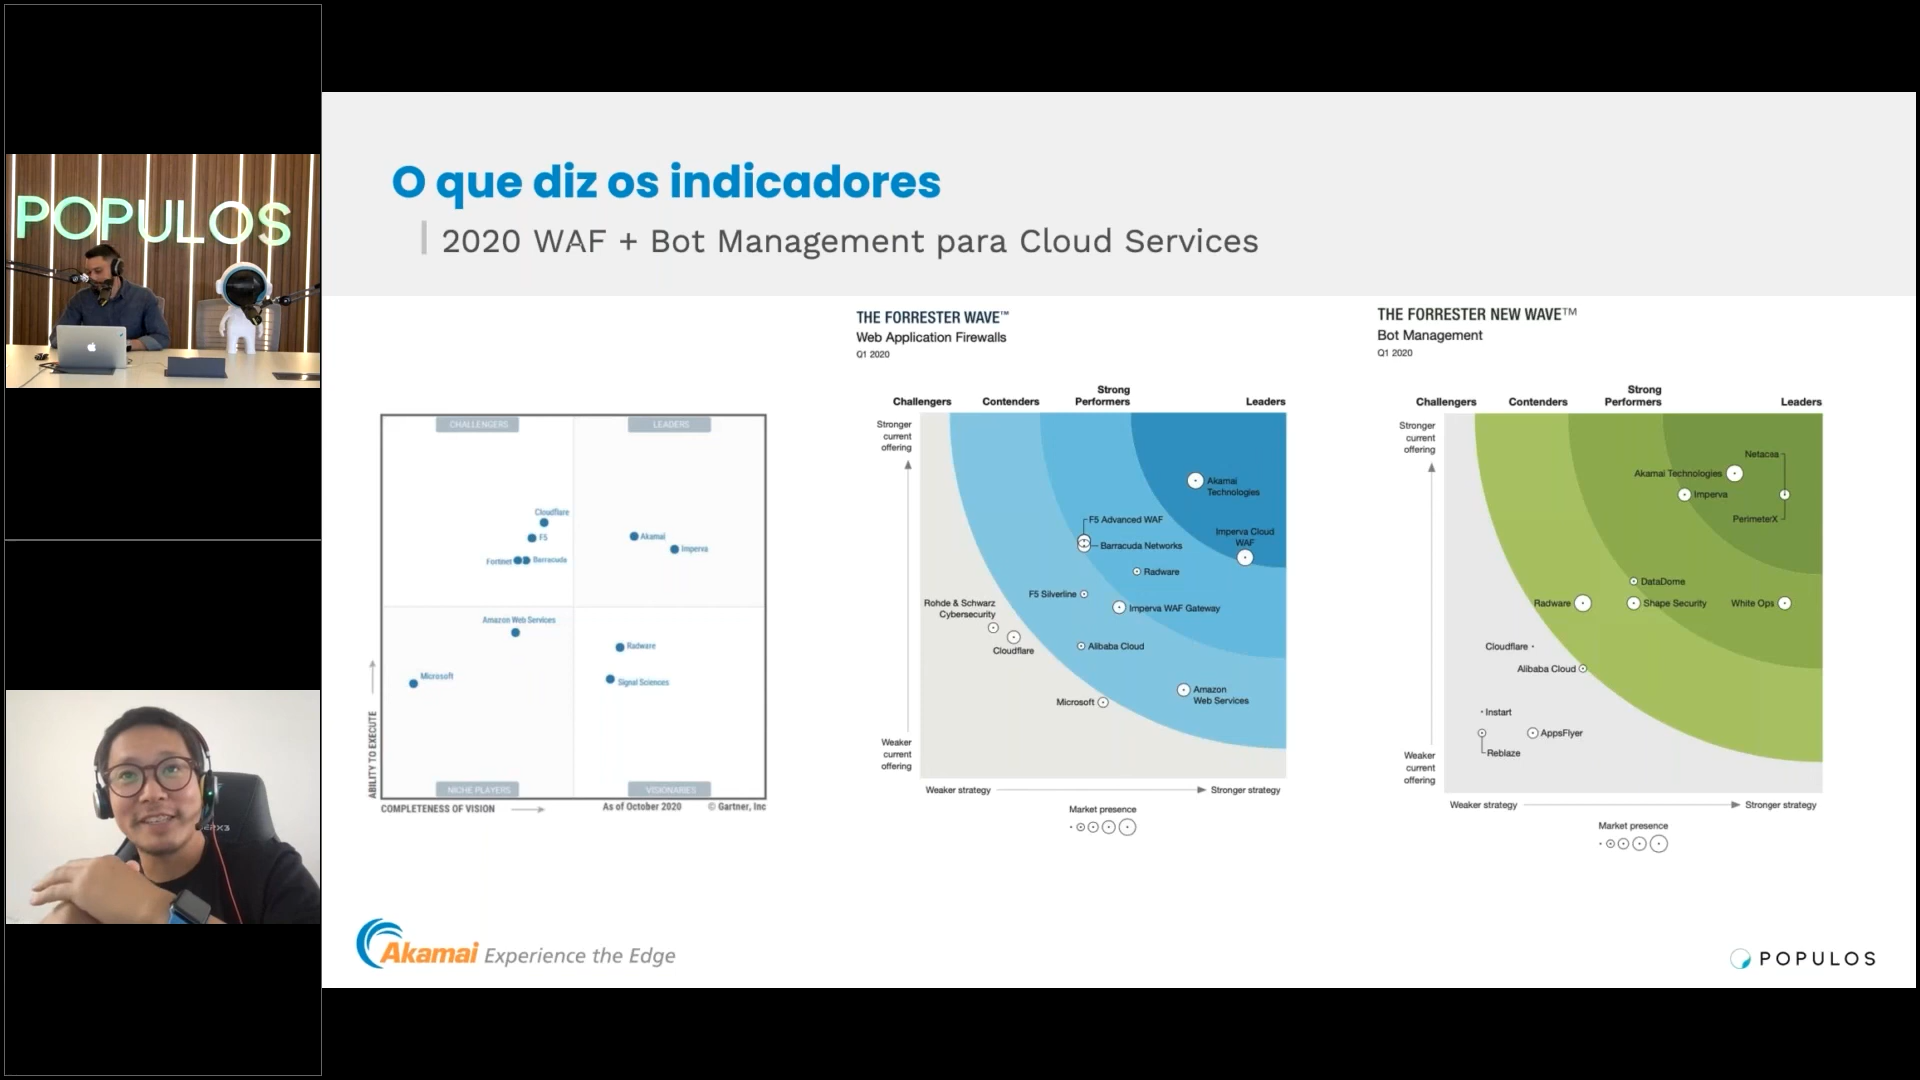 POPULOS
O que diz os indicadores
2020 WAF + Bot Management para Cloud Services
CHALLENGERS
LEADERS
Cloudflare
F5
Fortinet
Barracuda
Akamai
Imperva
Amazon Web Services
Microsoft
Radware
Signal Sciences
NICHE PLAYERS
VISIONARIES
ABILITY TO EXECUTE
COMPLETENESS OF VISION
As of October 2020
© Gartner, Inc
THE FORRESTER WAVE™
Web Application Firewalls
Q1 2020
Challengers
Contenders
Strong
Performers
Leaders
Stronger
current
offering
Akamai
Technologies
F5 Advanced WAF
Barracuda Networks
Imperva Cloud
WAF
Radware
F5 Silverline
Rohde & Schwarz
Cybersecurity
Imperva WAF Gateway
Cloudflare
Alibaba Cloud
Amazon
Web Services
Microsoft
Weaker
current
offering
Weaker strategy
Stronger strategy
Market presence
THE FORRESTER NEW WAVE™
Bot Management
Q1 2020
Challengers
Contenders
Strong
Performers
Leaders
Stronger
current
offering
Netacea
Akamai Technologies
Imperva
PerimeterX
DataDome
Radware
Shape Security
White Ops
Cloudflare
Alibaba Cloud
Instart
AppsFlyer
Reblaze
Weaker
current
offering
Weaker strategy
Stronger strategy
Market presence
Akamai Experience the Edge
POPULOS